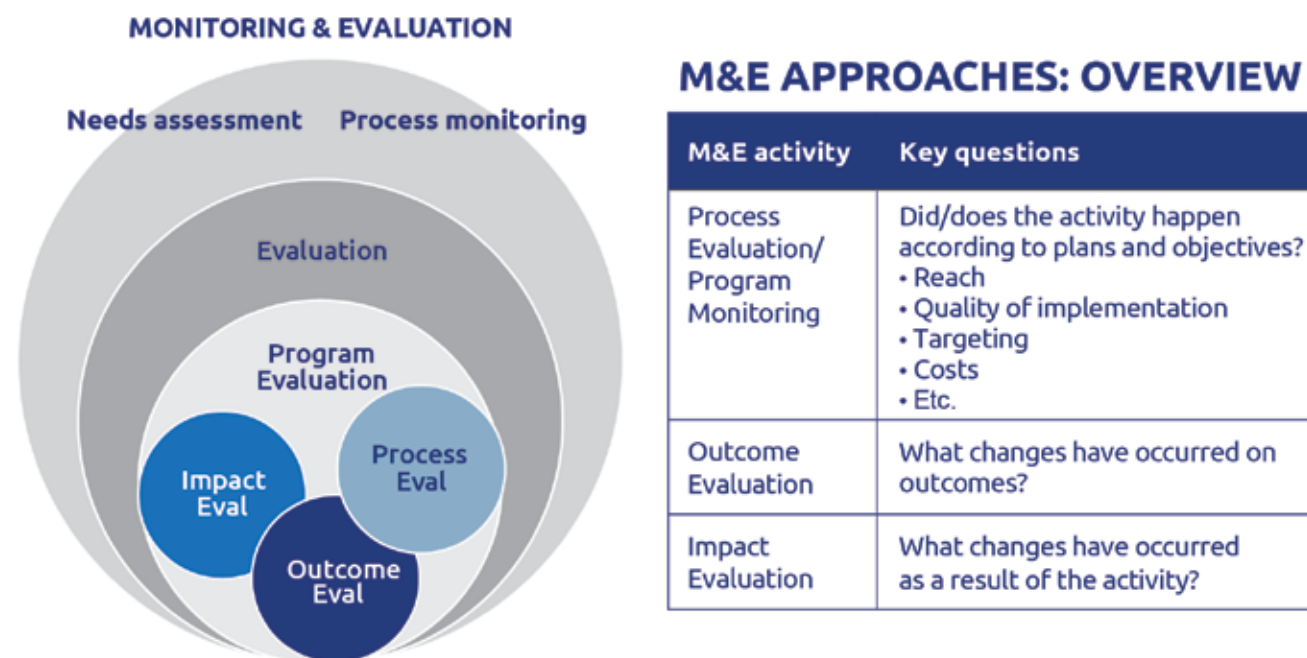 MONITORING & EVALUATION
Needs assessment Process monitoring
Evaluation
Program
Evaluation
Impact
Eval
Process
Eval
Outcome
Eval
M&E APPROACHES: OVERVIEW
M&E activity Key questions
Process
Evaluation/
Program
Monitoring
Did/does the activity happen
according to plans and objectives?
• Reach
• Quality of implementation
• Targeting
• Costs
• Etc.
Outcome
Evaluation
What changes have occurred on
outcomes?
Impact
Evaluation
What changes have occurred
as a result of the activity?